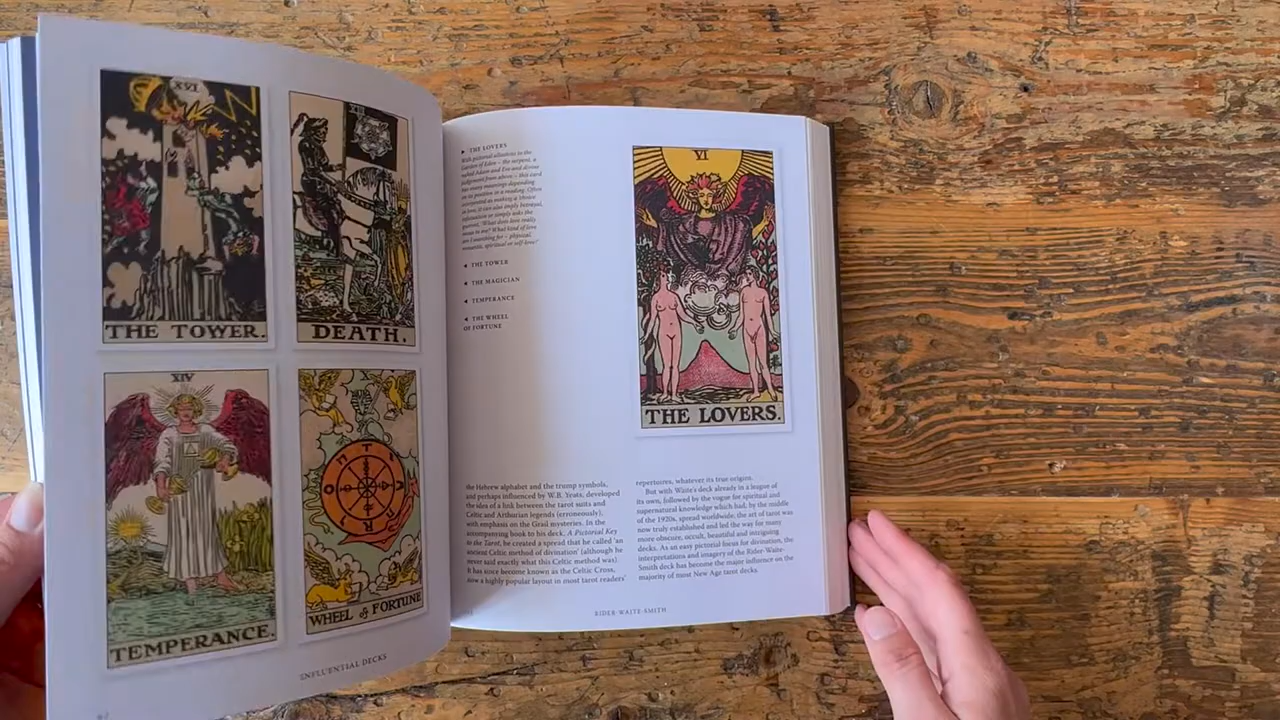 XVI
THE TOWER.
XIII
DEATH.
XIV
TEMPERANCE.
WHEEL of FORTUNE
INFLUENTIAL DECKS
► THE LOVERS
With pictorial allusions to the
Garden of Eden – the serpent, a
naked Adam and Eve and divine
judgement from above – this card
has many meanings depending
on its position in a reading. Often
interpreted as making a 'choice
in love', it can also imply betrayal,
or simply asks the
querent, 'What does love really
mean to me? What kind of love
am I searching for – physical,
romantic, spiritual or self-love?'
◄ THE TOWER
◄ THE MAGICIAN
◄ TEMPERANCE
◄ THE WHEEL
OF FORTUNE
VI
THE LOVERS.
the Hebrew alphabet and the trump symbols,
and perhaps influenced by W.B. Yeats, developed
the idea of a link between the tarot suits and
Celtic and Arthurian legends (erroneously),
with emphasis on the Grail mysteries. In the
accompanying book to his deck, A Pictorial Key
to the Tarot, he created a spread that he called 'an
ancient Celtic method of divination' (although he
never said exactly what this Celtic method was).
It has since become known as the Celtic Cross,
now a highly popular layout in most tarot readers'
repertoires, whatever its true origin.
But with Waite's deck already in a league of
its own, followed by the vogue for spiritual and
supernatural knowledge which had, by the middle
of the 1920s, spread worldwide, the art of tarot was
now truly established and led the way for many
more obscure, occult, beautiful and intriguing
decks. As an easy pictorial focus for divination, the
interpretations and imagery of the Rider-Waite-
Smith deck has become the major influence on the
majority of most New Age tarot decks.
RIDER-WAITE-SMITH